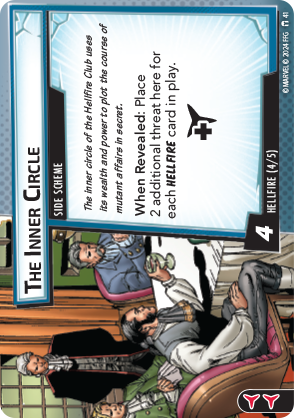 THE INNER CIRCLE
SIDE SCHEME
The inner circle of the Hellfire Club uses
its wealth and power to plot the course of
mutant affairs in secret.
When Revealed: Place
2 additional threat here for
each HELLFIRE card in play.
4
HELLFIRE (4/5)
© MARVEL © 2024 FFG 41